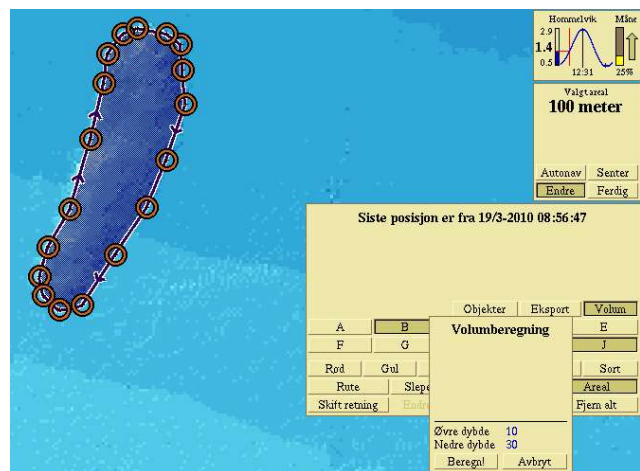 Hommelvik Måne
2.9
1.4
0.5
12:31 25%
Valgt areal
100 meter
Autonav Senter
Endre Ferdig
Siste posisjon er fra 19/3-2010 08:56:47
Objekter Eksport Volum
A B E
F G J
Volumberegning
Rød Gul Sort
Rute Slepe Areal
Skift retning Endre Fjern alt
Øvre dybde 10
Nedre dybde 30
Beregn! Avbryt